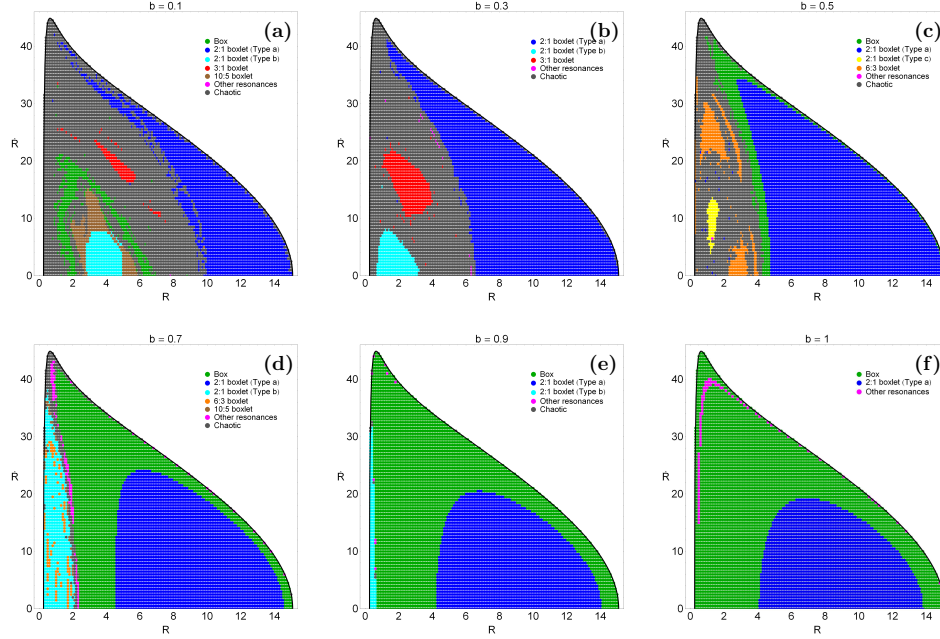 b = 0.1
(a)
Box
2:1 boxlet (Type a)
2:1 boxlet (Type b)
3:1 boxlet
10:5 boxlet
Other resonances
Chaotic
40
30
Ṙ
20
10
0
0 2 4 6 8 10 12 14
R
b = 0.3
(b)
2:1 boxlet (Type a)
2:1 boxlet (Type b)
3:1 boxlet
Other resonances
Chaotic
40
30
Ṙ
20
10
0
0 2 4 6 8 10 12 14
R
b = 0.5
(c)
Box
2:1 boxlet (Type a)
2:1 boxlet (Type c)
6:3 boxlet
Other resonances
Chaotic
40
30
Ṙ
20
10
0
0 2 4 6 8 10 12 14
R
b = 0.7
(d)
Box
2:1 boxlet (Type a)
2:1 boxlet (Type b)
6:3 boxlet
10:5 boxlet
Other resonances
Chaotic
40
30
Ṙ
20
10
0
0 2 4 6 8 10 12 14
R
b = 0.9
(e)
Box
2:1 boxlet (Type a)
2:1 boxlet (Type b)
Other resonances
Chaotic
40
30
Ṙ
20
10
0
0 2 4 6 8 10 12 14
R
b = 1
(f)
Box
2:1 boxlet (Type a)
Other resonances
40
30
Ṙ
20
10
0
0 2 4 6 8 10 12 14
R